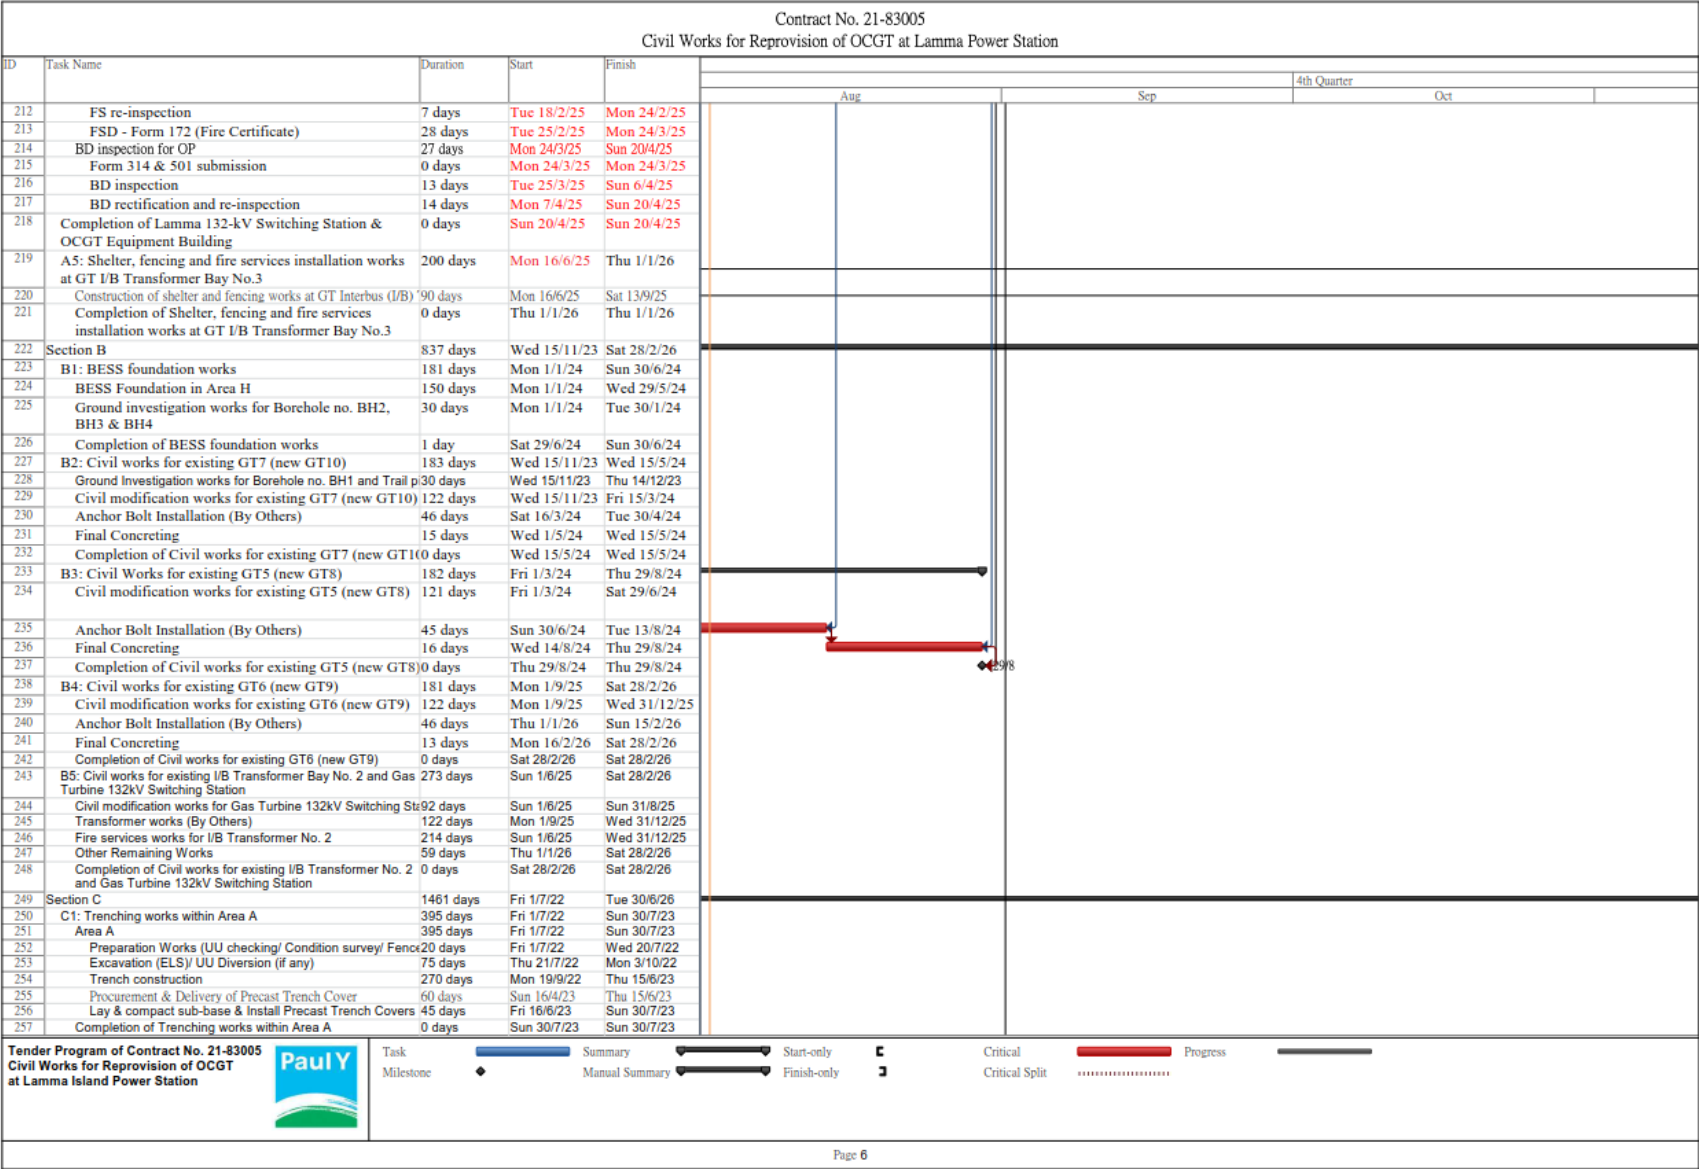 Contract No. 21-83005
Civil Works for Reprovision of OCGT at Lamma Power Station
ID Task Name Duration Start Finish
4th Quarter
Aug Sep Oct
212 FS re-inspection 7 days Tue 18/2/25 Mon 24/2/25
213 FSD - Form 172 (Fire Certificate) 28 days Tue 25/2/25 Mon 24/3/25
214 BD inspection for OP 27 days Mon 24/3/25 Sun 20/4/25
215 Form 314 & 501 submission 0 days Mon 24/3/25 Mon 24/3/25
216 BD inspection 13 days Tue 25/3/25 Sun 6/4/25
217 BD rectification and re-inspection 14 days Mon 7/4/25 Sun 20/4/25
218 Completion of Lamma 132-kV Switching Station & 0 days Sun 20/4/25 Sun 20/4/25
OCGT Equipment Building
219 A5: Shelter, fencing and fire services installation works 200 days Mon 16/6/25 Thu 1/1/26
at GT I/B Transformer Bay No.3
220 Construction of shelter and fencing works at GT Interbus (I/B) 90 days Mon 16/6/25 Sat 13/9/25
221 Completion of Shelter, fencing and fire services 0 days Thu 1/1/26 Thu 1/1/26
installation works at GT I/B Transformer Bay No.3
222 Section B 837 days Wed 15/11/23 Sat 28/2/26
223 B1: BESS foundation works 181 days Mon 1/1/24 Sun 30/6/24
224 BESS Foundation in Area H 150 days Mon 1/1/24 Wed 29/5/24
225 Ground investigation works for Borehole no. BH2, 30 days Mon 1/1/24 Tue 30/1/24
BH3 & BH4
226 Completion of BESS foundation works 1 day Sat 29/6/24 Sun 30/6/24
227 B2: Civil works for existing GT7 (new GT10) 183 days Wed 15/11/23 Wed 15/5/24
228 Ground Investigation works for Borehole no. BH1 and Trail p 30 days Wed 15/11/23 Thu 14/12/23
229 Civil modification works for existing GT7 (new GT10) 122 days Wed 15/11/23 Fri 15/3/24
230 Anchor Bolt Installation (By Others) 46 days Sat 16/3/24 Tue 30/4/24
231 Final Concreting 15 days Wed 1/5/24 Wed 15/5/24
232 Completion of Civil works for existing GT7 (new GT1 0 days Wed 15/5/24 Wed 15/5/24
233 B3: Civil Works for existing GT5 (new GT8) 182 days Fri 1/3/24 Thu 29/8/24
234 Civil modification works for existing GT5 (new GT8) 121 days Fri 1/3/24 Sat 29/6/24
235 Anchor Bolt Installation (By Others) 45 days Sun 30/6/24 Tue 13/8/24
236 Final Concreting 16 days Wed 14/8/24 Thu 29/8/24
237 Completion of Civil works for existing GT5 (new GT8) 0 days Thu 29/8/24 Thu 29/8/24 29/8
238 B4: Civil works for existing GT6 (new GT9) 181 days Mon 1/9/25 Sat 28/2/26
239 Civil modification works for existing GT6 (new GT9) 122 days Mon 1/9/25 Wed 31/12/25
240 Anchor Bolt Installation (By Others) 46 days Thu 1/1/26 Sun 15/2/26
241 Final Concreting 13 days Mon 16/2/26 Sat 28/2/26
242 Completion of Civil works for existing GT6 (new GT9) 0 days Sat 28/2/26 Sat 28/2/26
243 B5: Civil works for existing I/B Transformer Bay No. 2 and Gas 273 days Sun 1/6/25 Sat 28/2/26
Turbine 132kV Switching Station
244 Civil modification works for Gas Turbine 132kV Switching Sta 92 days Sun 1/6/25 Sun 31/8/25
245 Transformer works (By Others) 122 days Mon 1/9/25 Wed 31/12/25
246 Fire services works for I/B Transformer No. 2 214 days Sun 1/6/25 Wed 31/12/25
247 Other Remaining Works 59 days Thu 1/1/26 Sat 28/2/26
248 Completion of Civil works for existing I/B Transformer No. 2 0 days Sat 28/2/26 Sat 28/2/26
and Gas Turbine 132kV Switching Station
249 Section C 1461 days Fri 1/7/22 Tue 30/6/26
250 C1: Trenching works within Area A 395 days Fri 1/7/22 Sun 30/7/23
251 Area A 395 days Fri 1/7/22 Sun 30/7/23
252 Preparation Works (UU checking/ Condition survey/ Fence 20 days Fri 1/7/22 Wed 20/7/22
253 Excavation (ELS)/ UU Diversion (if any) 75 days Thu 21/7/22 Mon 3/10/22
254 Trench construction 270 days Mon 19/9/22 Thu 15/6/23
255 Procurement & Delivery of Precast Trench Cover 60 days Sun 16/4/23 Thu 15/6/23
256 Lay & compact sub-base & Install Precast Trench Covers 45 days Fri 16/6/23 Sun 30/7/23
257 Completion of Trenching works within Area A 0 days Sun 30/7/23 Sun 30/7/23
Tender Program of Contract No. 21-83005
Civil Works for Reprovision of OCGT
at Lamma Island Power Station
Paul Y
Task Summary Start-only Critical Progress
Milestone Manual Summary Finish-only Critical Split
Page 6